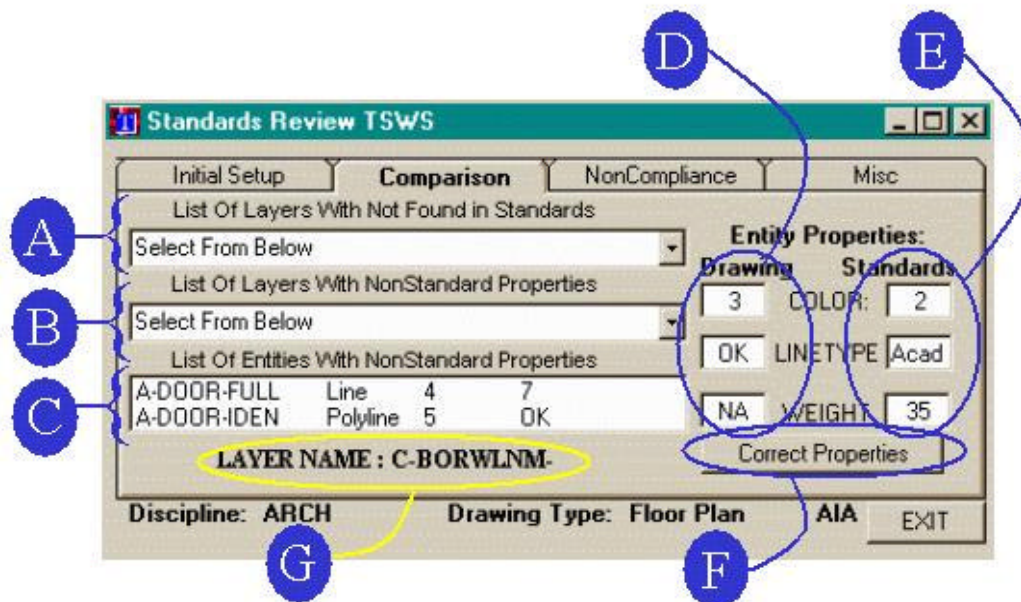 D
E
T Standards Review TSWS
Initial Setup Comparison NonCompliance Misc
A
List Of Layers With Not Found in Standards
Select From Below
B
List Of Layers With NonStandard Properties
Select From Below
C
List Of Entities With NonStandard Properties
A-DOOR-FULL Line 4 7
A-DOOR-IDEN Polyline 5 OK
Entity Properties:
Drawing Standards
3 COLOR: 2
OK LINETYPE Acad
NA WEIGHT 35
LAYER NAME : C-BORWLNM-
Correct Properties
Discipline: ARCH Drawing Type: Floor Plan AIA EXIT
G
F